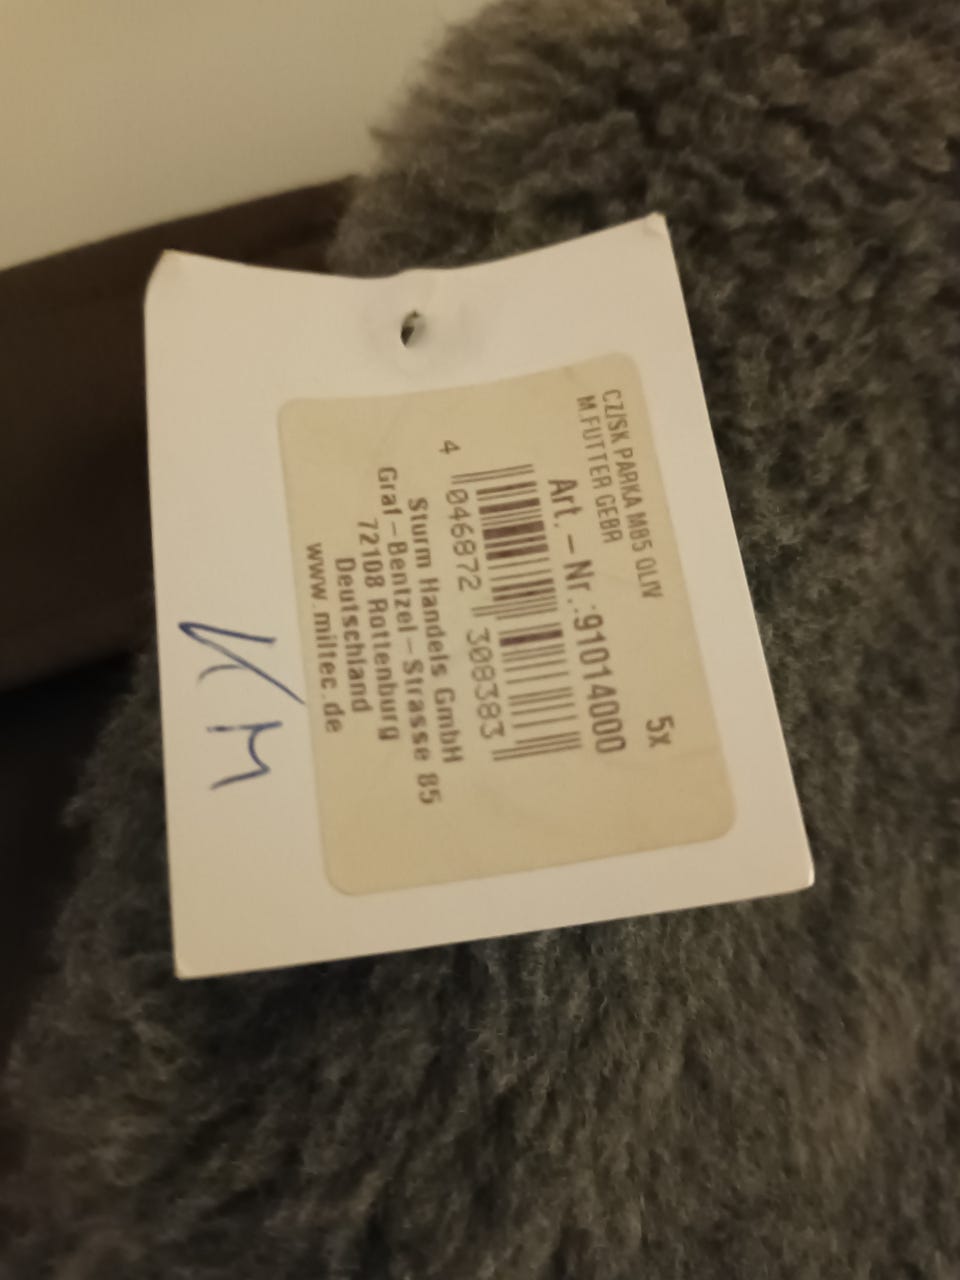 5x
CZ/SK PARKA M85 OLIV
M.FUTTER GEBR
Art.-Nr.:91014000
4 046872 308383
Sturm Handels GmbH
Graf-Bentzel-Strasse 85
72108 Rottenburg
Deutschland
www.miltec.de
M